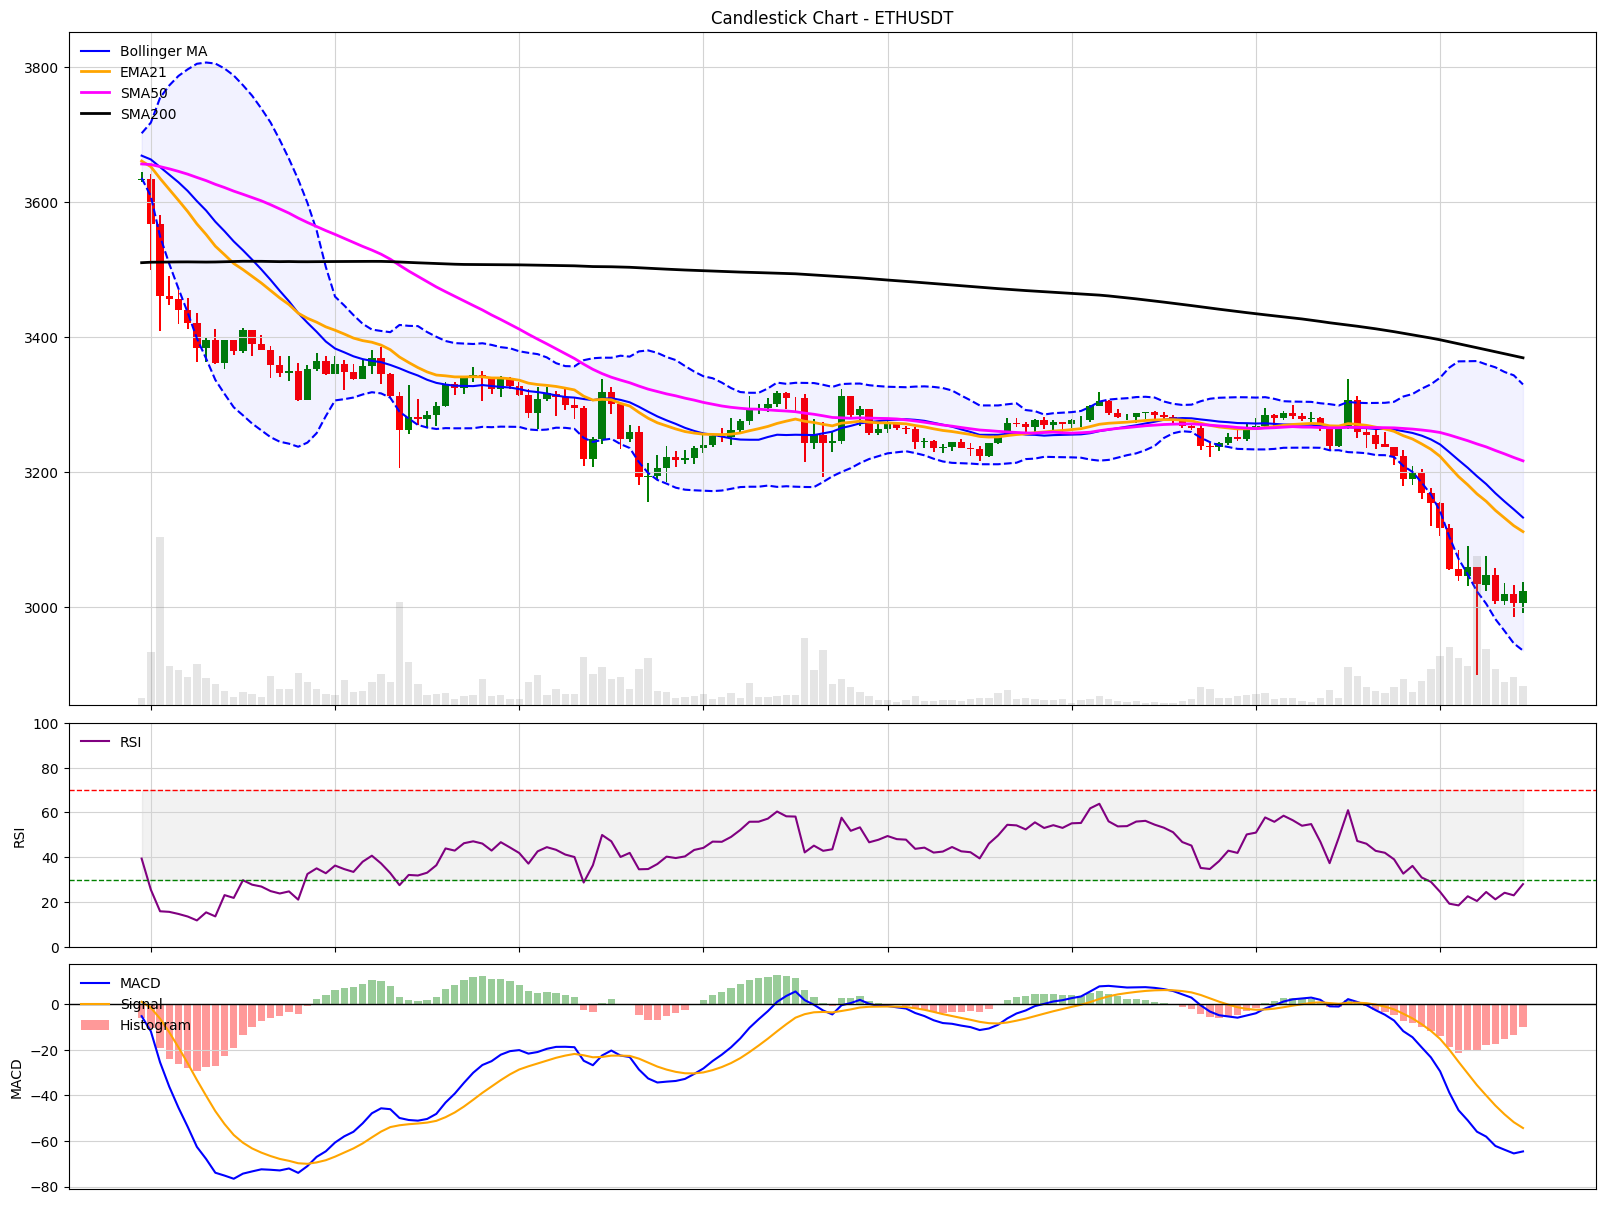 Candlestick Chart - ETHUSDT
Bollinger MA
EMA21
SMA50
SMA200
3800
3600
3400
3200
3000
RSI
RSI
100
80
60
40
20
0
MACD
Signal
Histogram
MACD
0
−20
−40
−60
−80